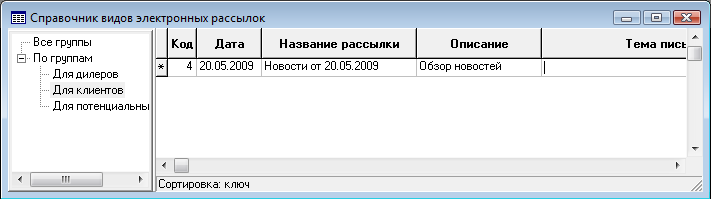 Справочник видов электронных рассылок
Все группы
По группам
Для дилеров
Для клиентов
Для потенциальны
Код Дата Название рассылки Описание Тема пись
* 4 20.05.2009 Новости от 20.05.2009 Обзор новостей
Сортировка: ключ